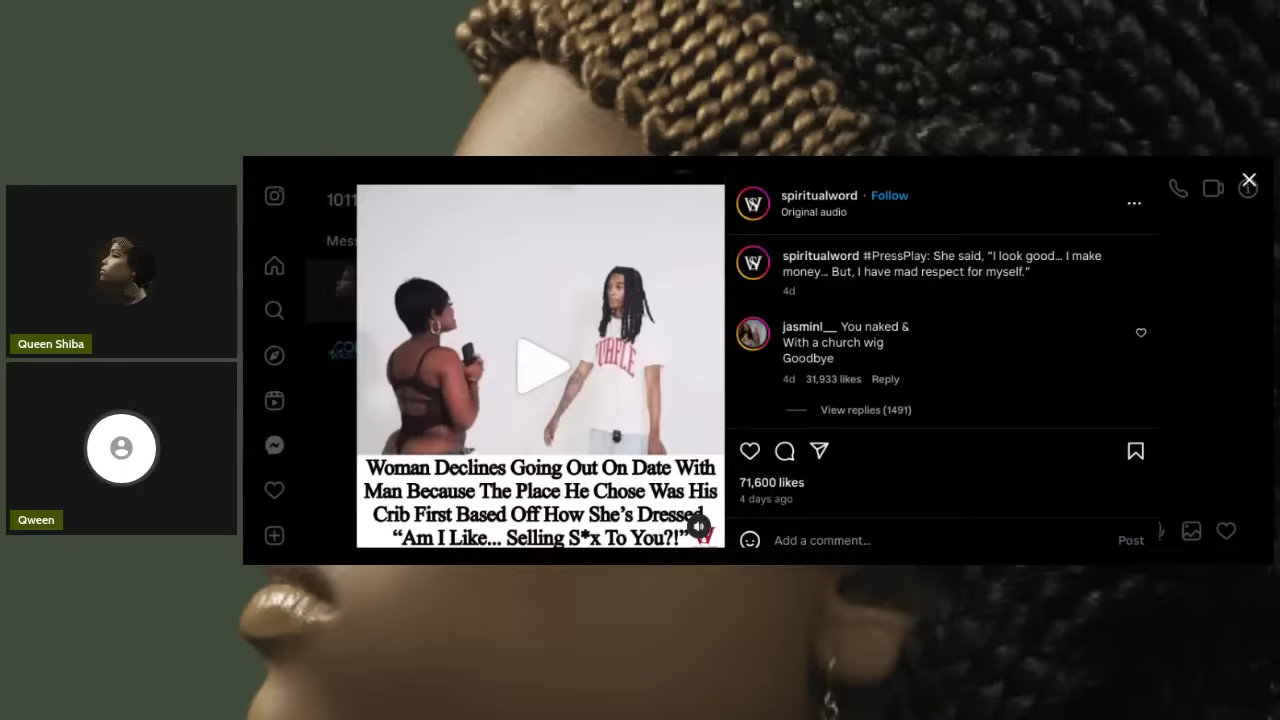 Queen Shiba
Qween
1011
Mess
spiritualword · Follow
Original audio
spiritualword #PressPlay: She said, “I look good… I make
money… But, I have mad respect for myself.”
4d
jasminl__ You naked &
With a church wig
Goodbye
4d 31,933 likes Reply
View replies (1491)
71,600 likes
4 days ago
Add a comment…
Post
Woman Declines Going Out On Date With
Man Because The Place He Chose Was His
Crib First Based Off How She’s Dressed
“Am I Like... Selling S*x To You?!”